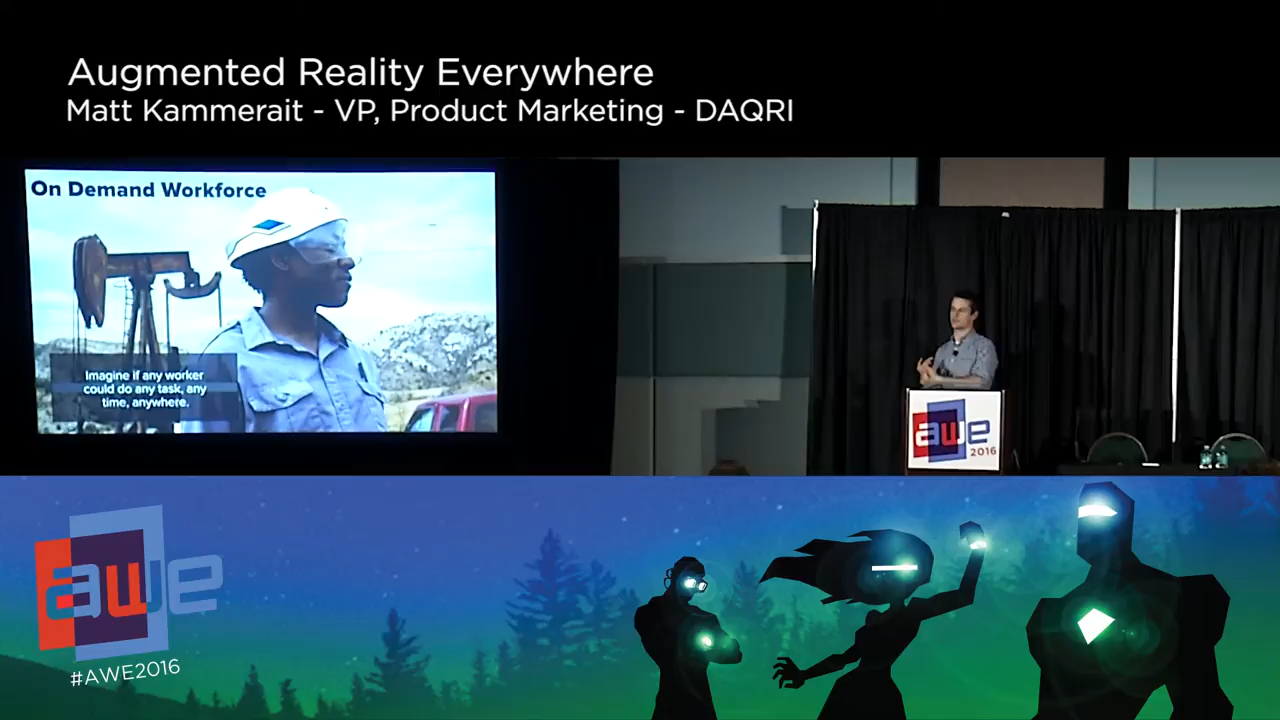 Augmented Reality Everywhere
Matt Kammerait - VP, Product Marketing - DAQRI
On Demand Workforce
Imagine if any worker
could do any task, any
time, anywhere.
awe
2016
awe
#AWE2016